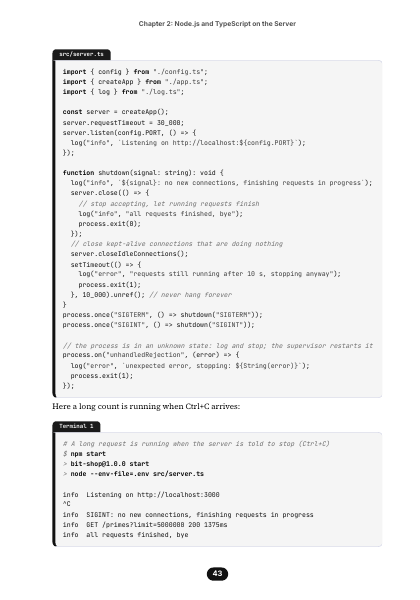 Chapter 2: Node.js and TypeScript on the Server
src/server.ts
import { config } from "./config.ts";
import { createApp } from "./app.ts";
import { log } from "./log.ts";
const server = createApp();
server.requestTimeout = 30_000;
server.listen(config.PORT, () => {
log("info", `Listening on http://localhost:${config.PORT}`);
});
function shutdown(signal: string): void {
log("info", `${signal}: no new connections, finishing requests in progress`);
server.close(() => {
// stop accepting, let running requests finish
log("info", "all requests finished, bye");
process.exit(0);
});
// close kept-alive connections that are doing nothing
server.closeIdleConnections();
setTimeout(() => {
log("error", "requests still running after 10 s, stopping anyway");
process.exit(1);
}, 10_000).unref(); // never hang forever
}
process.once("SIGTERM", () => shutdown("SIGTERM"));
process.once("SIGINT", () => shutdown("SIGINT"));
// the process is in an unknown state: log and stop; the supervisor restarts it
process.on("unhandledRejection", (error) => {
log("error", `unexpected error, stopping: ${String(error)}`);
process.exit(1);
});
Here a long count is running when Ctrl+C arrives:
Terminal 1
# A long request is running when the server is told to stop (Ctrl+C)
$ npm start
> bit-shop@1.0.0 start
> node --env-file=.env src/server.ts
info Listening on http://localhost:3000
^C
info SIGINT: no new connections, finishing requests in progress
info GET /primes?limit=5000000 200 1375ms
info all requests finished, bye
43